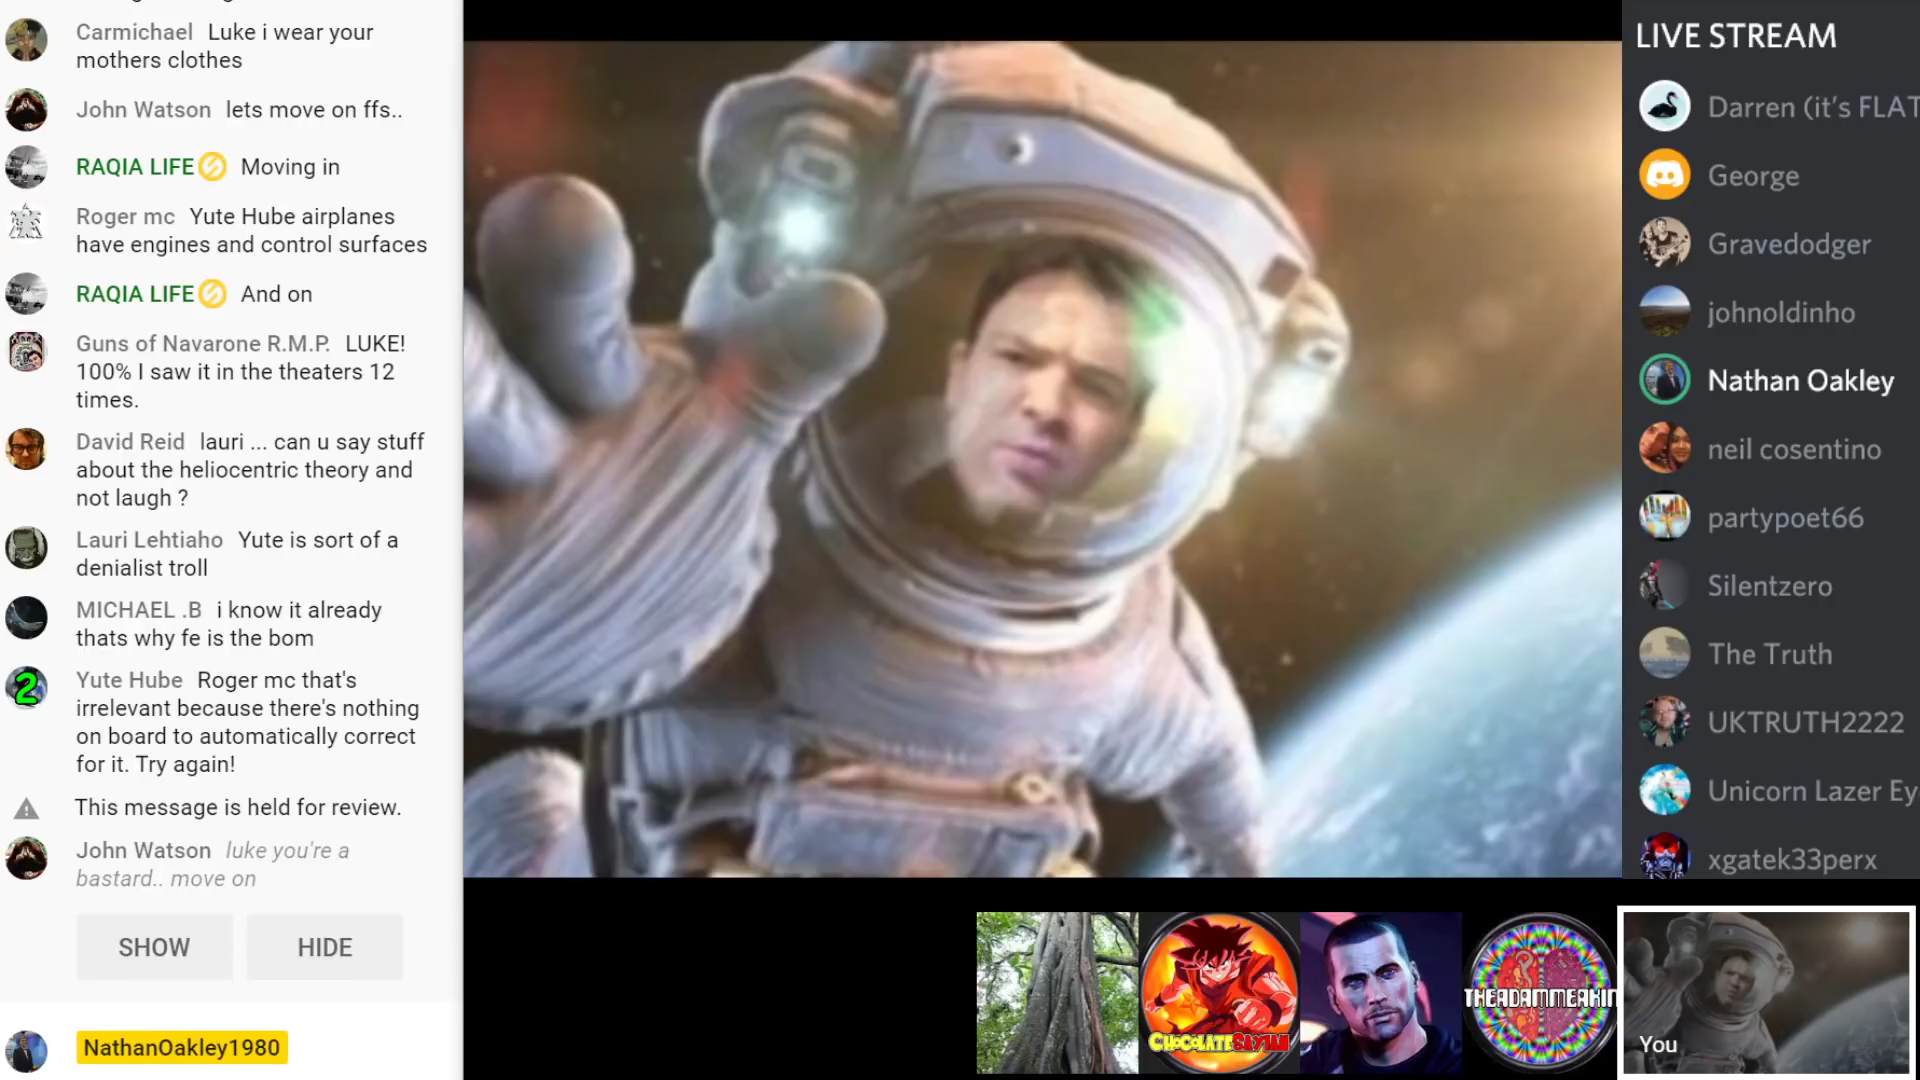 Carmichael Luke i wear your
mothers clothes
John Watson lets move on ffs..
RAQIA LIFE Moving in
Roger mc Yute Hube airplanes
have engines and control surfaces
RAQIA LIFE And on
Guns of Navarone R.M.P. LUKE!
100% I saw it in the theaters 12
times.
David Reid lauri ... can u say stuff
about the heliocentric theory and
not laugh ?
Lauri Lehtiaho Yute is sort of a
denialist troll
MICHAEL .B i know it already
thats why fe is the bom
2
Yute Hube Roger mc that's
irrelevant because there's nothing
on board to automatically correct
for it. Try again!
This message is held for review.
John Watson luke you're a
bastard.. move on
SHOW HIDE
NathanOakley1980
LIVE STREAM
Darren (it's FLAT
George
Gravedodger
johnoldinho
Nathan Oakley
neil cosentino
partypoet66
Silentzero
The Truth
UKTRUTH2222
Unicorn Lazer Ey
xgatek33perx
CHOCOLATESAYIAN
THEADAMMEAKIN
You